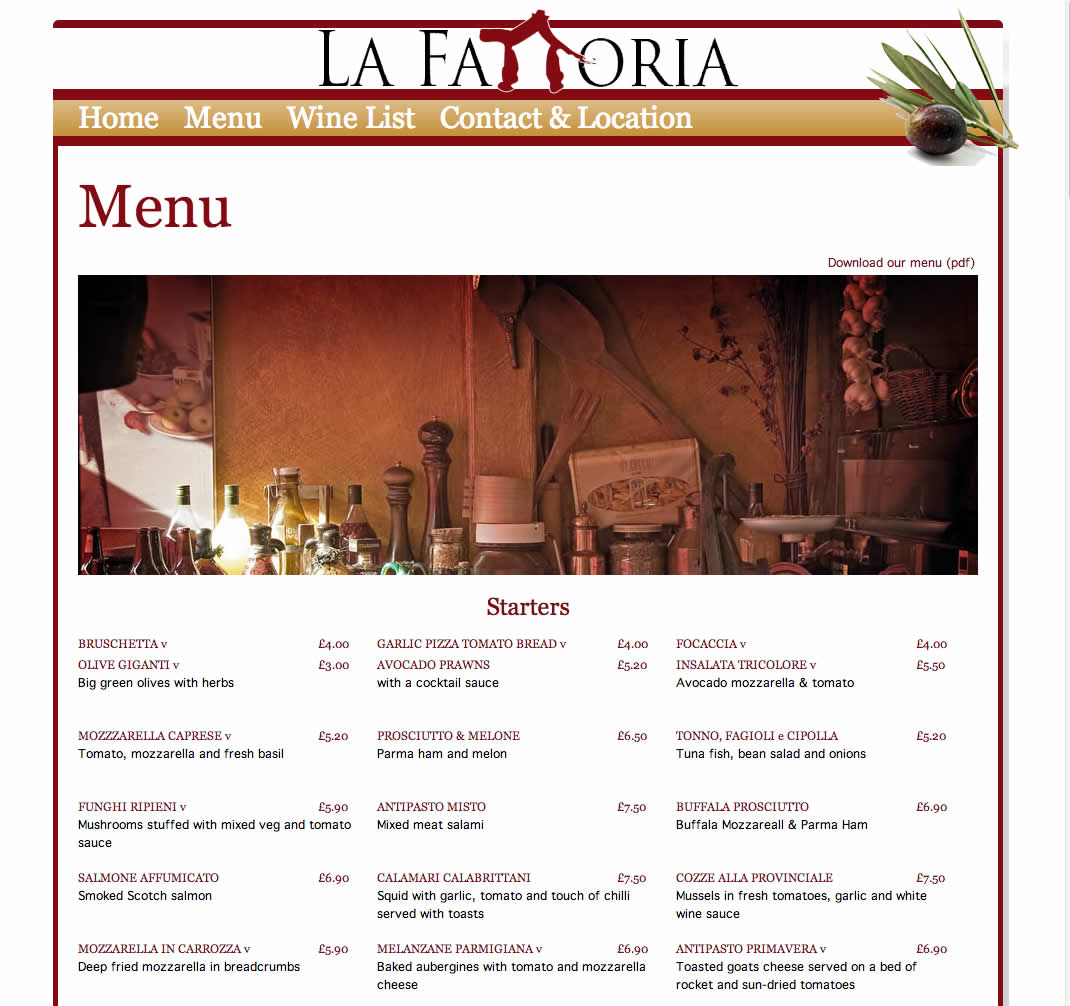 LA FATTORIA
Home Menu Wine List Contact & Location
Menu
Download our menu (pdf)
Starters
BRUSCHETTA v £4.00 GARLIC PIZZA TOMATO BREAD v £4.00 FOCACCIA v £4.00
OLIVE GIGANTI v £3.00 AVOCADO PRAWNS £5.20 INSALATA TRICOLORE v £5.50
Big green olives with herbs with a cocktail sauce Avocado mozzarella & tomato
MOZZZARELLA CAPRESE v £5.20 PROSCIUTTO & MELONE £6.50 TONNO, FAGIOLI e CIPOLLA £5.20
Tomato, mozzarella and fresh basil Parma ham and melon Tuna fish, bean salad and onions
FUNGHI RIPIENI v £5.90 ANTIPASTO MISTO £7.50 BUFFALA PROSCIUTTO £6.90
Mushrooms stuffed with mixed veg and tomato Mixed meat salami Buffala Mozzareall & Parma Ham
sauce
SALMONE AFFUMICATO £6.90 CALAMARI CALABRITTANI £7.50 COZZE ALLA PROVINCIALE £7.50
Smoked Scotch salmon Squid with garlic, tomato and touch of chilli Mussels in fresh tomatoes, garlic and white
served with toasts wine sauce
MOZZARELLA IN CARROZZA v £5.90 MELANZANE PARMIGIANA v £6.90 ANTIPASTO PRIMAVERA v £6.90
Deep fried mozzarella in breadcrumbs Baked aubergines with tomato and mozzarella Toasted goats cheese served on a bed of
cheese rocket and sun-dried tomatoes